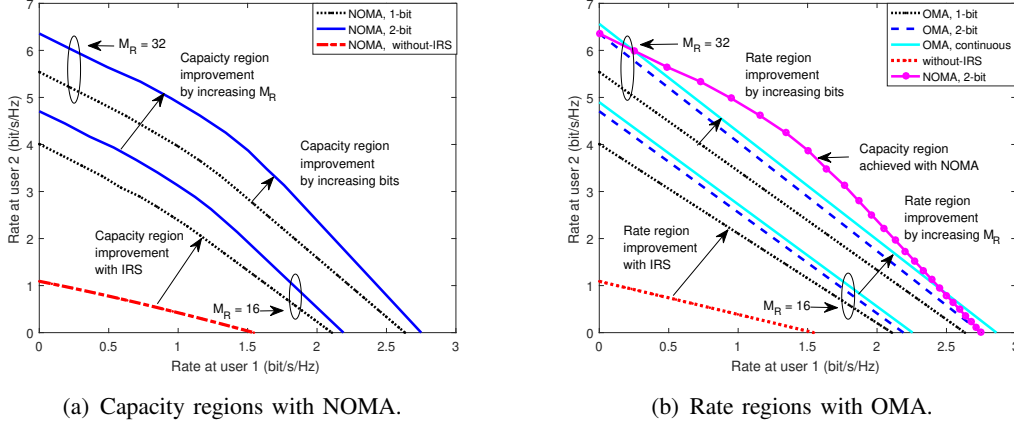 7
6
5
4
3
2
1
0
Rate at user 2 (bit/s/Hz)
NOMA, 1-bit
NOMA, 2-bit
NOMA, without-IRS
M_R = 32
Capacity region
improvement
by increasing M_R
Capacity region
improvement
by increasing bits
Capacity region
improvement
with IRS
M_R = 16
0 0.5 1 1.5 2 2.5 3
Rate at user 1 (bit/s/Hz)
(a) Capacity regions with NOMA.
7
6
5
4
3
2
1
0
Rate at user 2 (bit/s/Hz)
OMA, 1-bit
OMA, 2-bit
OMA, continuous
without-IRS
NOMA, 2-bit
M_R = 32
Rate region
improvement
by increasing bits
Capacity region
achieved with NOMA
Rate region
improvement
by increasing M_R
Rate region
improvement
with IRS
M_R = 16
0 0.5 1 1.5 2 2.5 3
Rate at user 1 (bit/s/Hz)
(b) Rate regions with OMA.